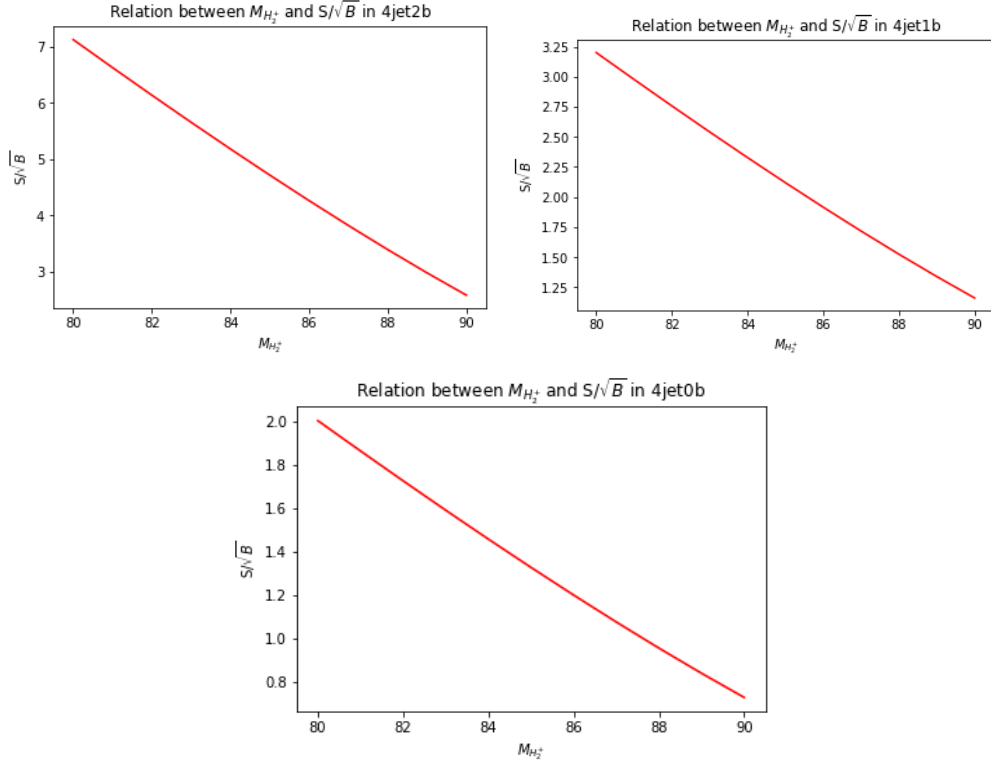 Relation between $M_{H_2^+}$ and S/$\sqrt{B}$ in 4jet2b
7
6
5
4
3
S/$\sqrt{B}$
80 82 84 86 88 90
$M_{H_2^+}$
Relation between $M_{H_2^+}$ and S/$\sqrt{B}$ in 4jet1b
3.25
3.00
2.75
2.50
2.25
2.00
1.75
1.50
1.25
S/$\sqrt{B}$
80 82 84 86 88 90
$M_{H_2^+}$
Relation between $M_{H_2^+}$ and S/$\sqrt{B}$ in 4jet0b
2.0
1.8
1.6
1.4
1.2
1.0
0.8
S/$\sqrt{B}$
80 82 84 86 88 90
$M_{H_2^+}$